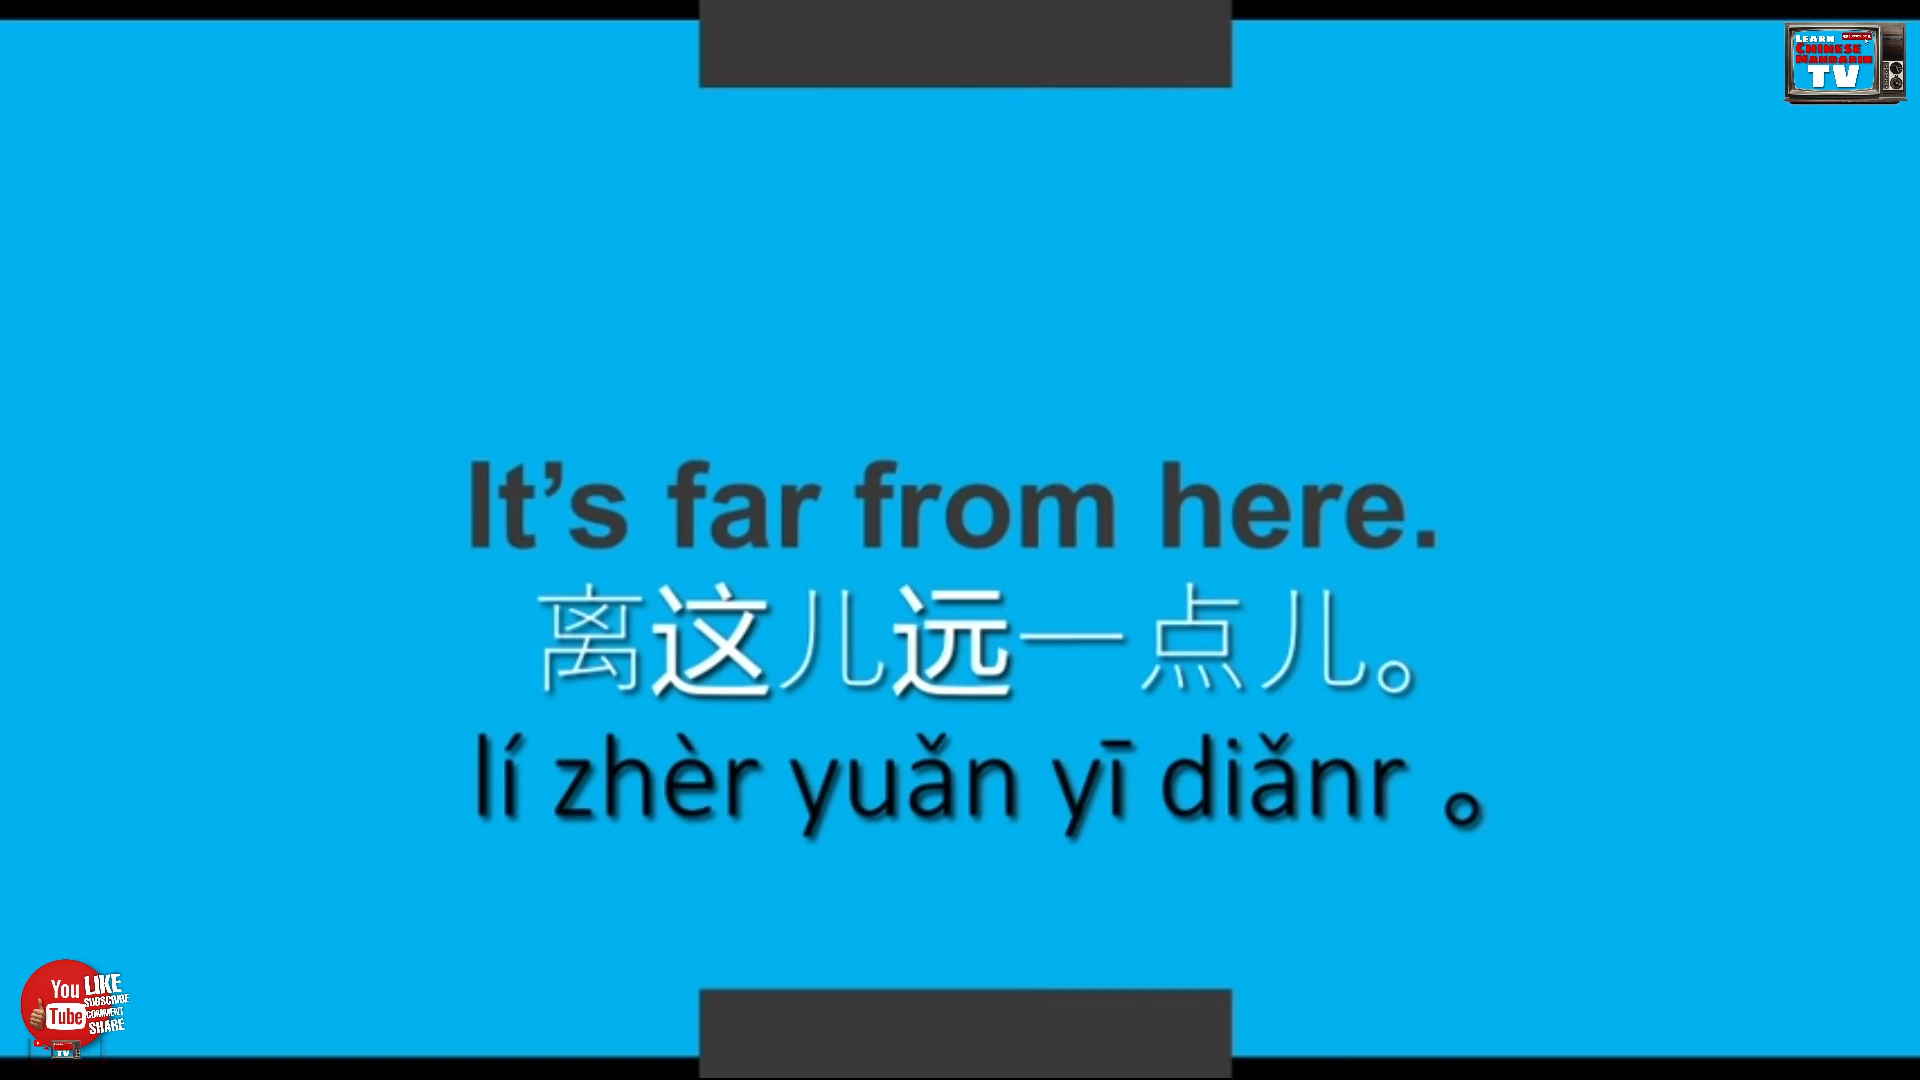 LEARN
CHINESE
MANDARIN
TV
It's far from here.
离这儿远一点儿。
lí zhèr yuǎn yī diǎnr 。
You LIKE
SUBSCRIBE
Tube COMMENT
SHARE
TV